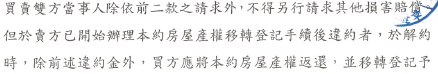 買賣雙方當事人除依前二款之請求外,不得另行請求其他損害賠償。
但於賣方已開始辦理本約房屋產權移轉登記手續後違約者,於解約
時,除前述違約金外,買方應將本約房屋產權返還,並移轉登記予